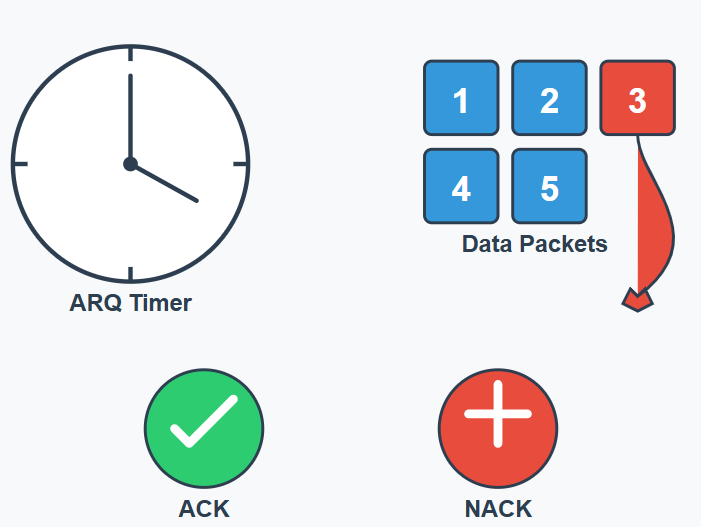 1 2 3
4 5
Data Packets
ARQ Timer
ACK
NACK